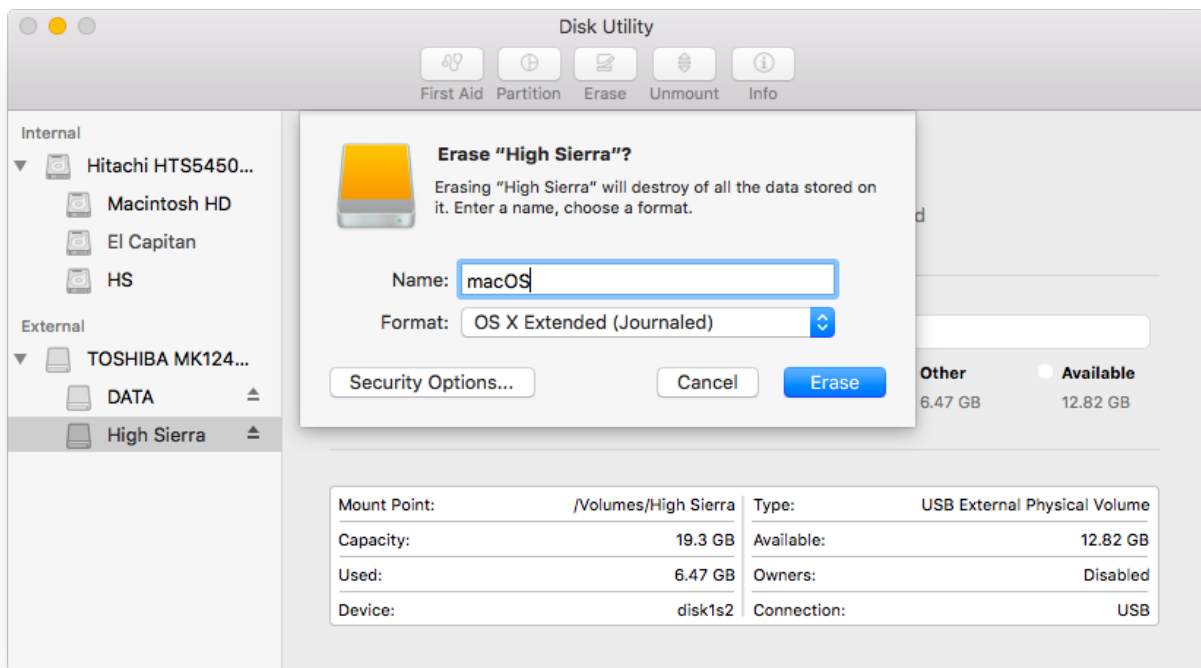 Disk Utility
First Aid Partition Erase Unmount Info
Internal
Hitachi HTS5450...
Macintosh HD
El Capitan
HS
External
TOSHIBA MK124...
DATA
High Sierra
Erase “High Sierra”?
Erasing “High Sierra” will destroy of all the data stored on
it. Enter a name, choose a format.
Name: macOS
Format: OS X Extended (Journaled)
Security Options... Cancel Erase
d
Other Available
6.47 GB 12.82 GB
Mount Point: /Volumes/High Sierra Type: USB External Physical Volume
Capacity: 19.3 GB Available: 12.82 GB
Used: 6.47 GB Owners: Disabled
Device: disk1s2 Connection: USB